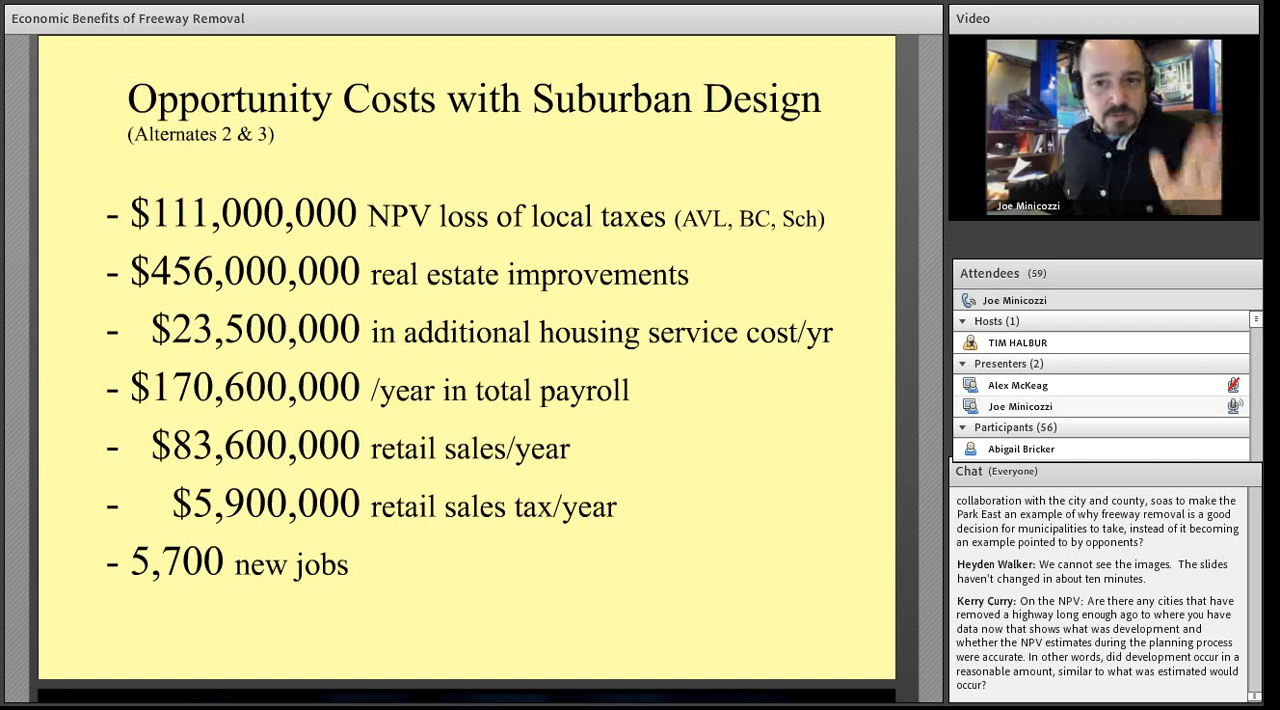 Economic Benefits of Freeway Removal
Opportunity Costs with Suburban Design
(Alternates 2 & 3)
- $111,000,000 NPV loss of local taxes (AVL, BC, Sch)
- $456,000,000 real estate improvements
- $23,500,000 in additional housing service cost/yr
- $170,600,000 /year in total payroll
- $83,600,000 retail sales/year
- $5,900,000 retail sales tax/year
- 5,700 new jobs
Video
Joe Minicozzi
Attendees (59)
Joe Minicozzi
Hosts (1)
TIM HALBUR
Presenters (2)
Alex McKeag
Joe Minicozzi
Participants (56)
Abigail Bricker
Chat (Everyone)
collaboration with the city and county, soas to make the
Park East an example of why freeway removal is a good
decision for municipalities to take, instead of it becoming
an example pointed to by opponents?
Heyden Walker: We cannot see the images. The slides
haven't changed in about ten minutes.
Kerry Curry: On the NPV: Are there any cities that have
removed a highway long enough ago to where you have
data now that shows what was development and
whether the NPV estimates during the planning process
were accurate. In other words, did development occur in a
reasonable amount, similar to what was estimated would
occur?